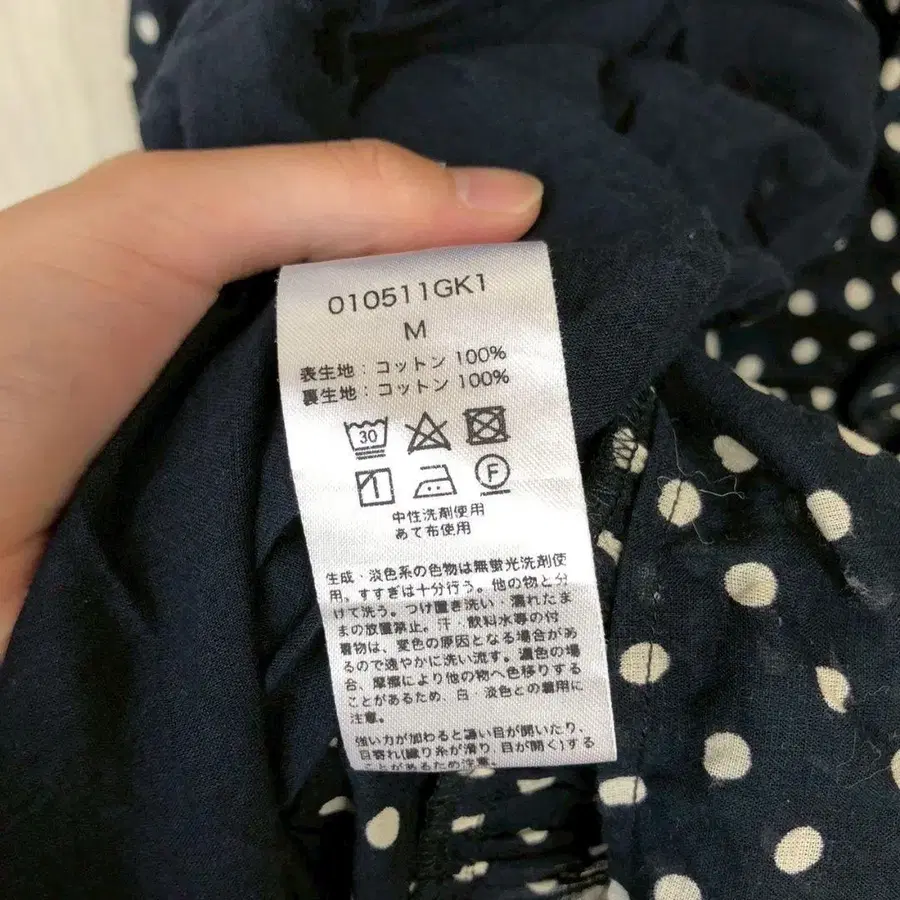 010511GK1
M
表生地：コットン 100%
裏生地：コットン 100%
30
F
中性洗剤使用
あて布使用
生成・淡色系の色物は無蛍光洗剤使
用、すすぎは十分行う。他の物と分
けて洗う。つけ置き洗い・濡れたま
まの放置禁止。汗・飲料水等の付
着物は、変色の原因となる場合があ
るので速やかに洗い流す。濃色の場
合、摩擦により他の物へ色移りする
ことがあるため、白・淡色との着用に
注意。
強い力が加わると縫い目が開いたり、
目寄れ(織り糸が滑り、目が開く)する
ことがあるため注意